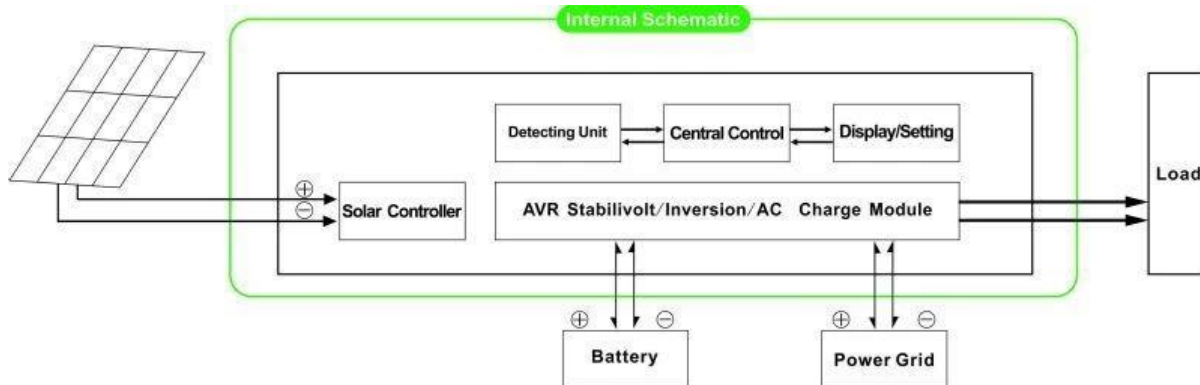 Internal Schematic
Detecting Unit
Central Control
Display/Setting
Load
⊕
⊖
Solar Controller
AVR Stabilivolt/Inversion/AC Charge Module
⊕ ⊖
⊕ ⊖
Battery
Power Grid